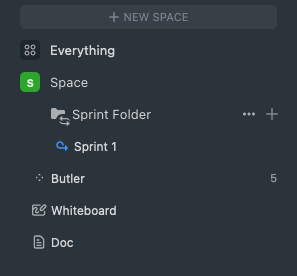 + NEW SPACE
Everything
S Space
Sprint Folder ••• +
Sprint 1
Butler 5
Whiteboard
Doc